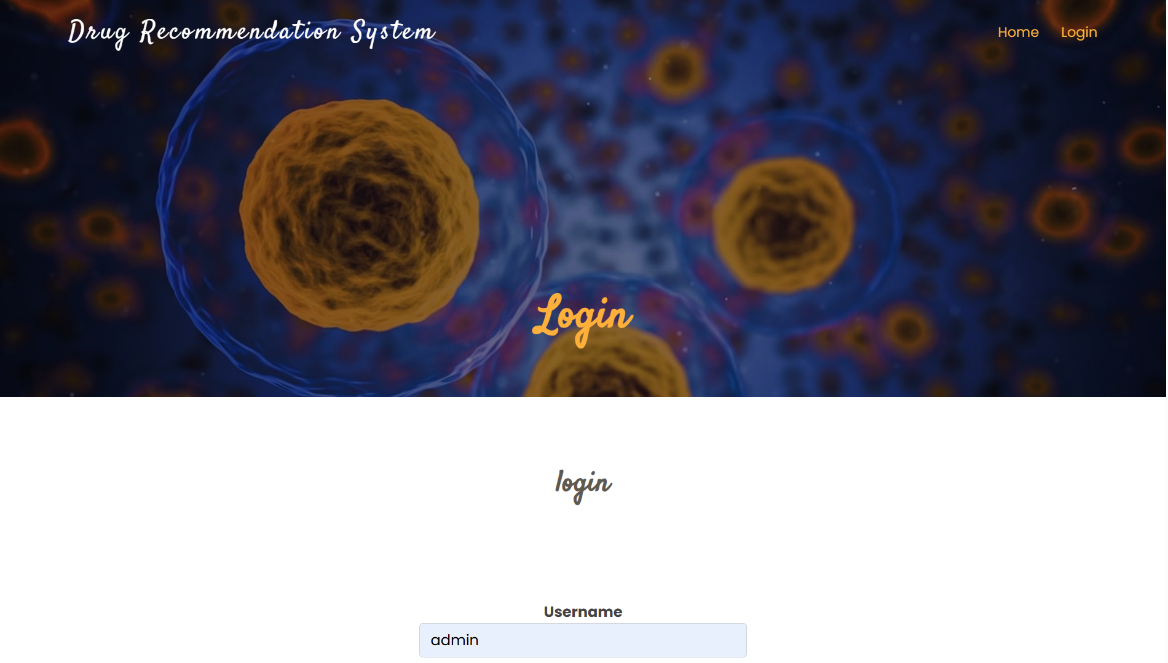 Drug Recommendation System
Home Login
Login
login
Username
admin